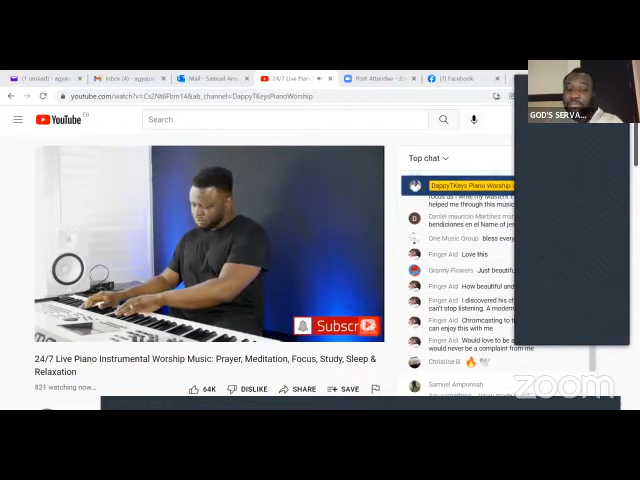 (1 unread) - agyau
Inbox (4) - agyau
Mail - Samuel Amp
24/7 Live Pian
Post Attendee - Zo
(7) Facebook
youtube.com/watch?v=CsZNt6Fbm14&ab_channel=DappyTKeysPianoWorship
GOD'S SERVA...
YouTube
Search
Top chat
DappyTKeys Piano Worship
focus as I write my Masters
helped me through this music
Daniel mauricio Martinez mar
bendiciones en el Name of jes
One Music Group bless every
Finger Aid Love this
Granny Flowers Just beautiful
Finger Aid How beautiful and
Finger Aid I discovered his ch
can't stop listening. A modern
Finger Aid Chromcasting to t
can enjoy this with me
Finger Aid Would love to be a
would never be a complaint from me
Christine B
Samuel Amponsah
Subscr
24/7 Live Piano Instrumental Worship Music: Prayer, Meditation, Focus, Study, Sleep &
Relaxation
821 watching now
64K
DISLIKE
SHARE
SAVE
zoom